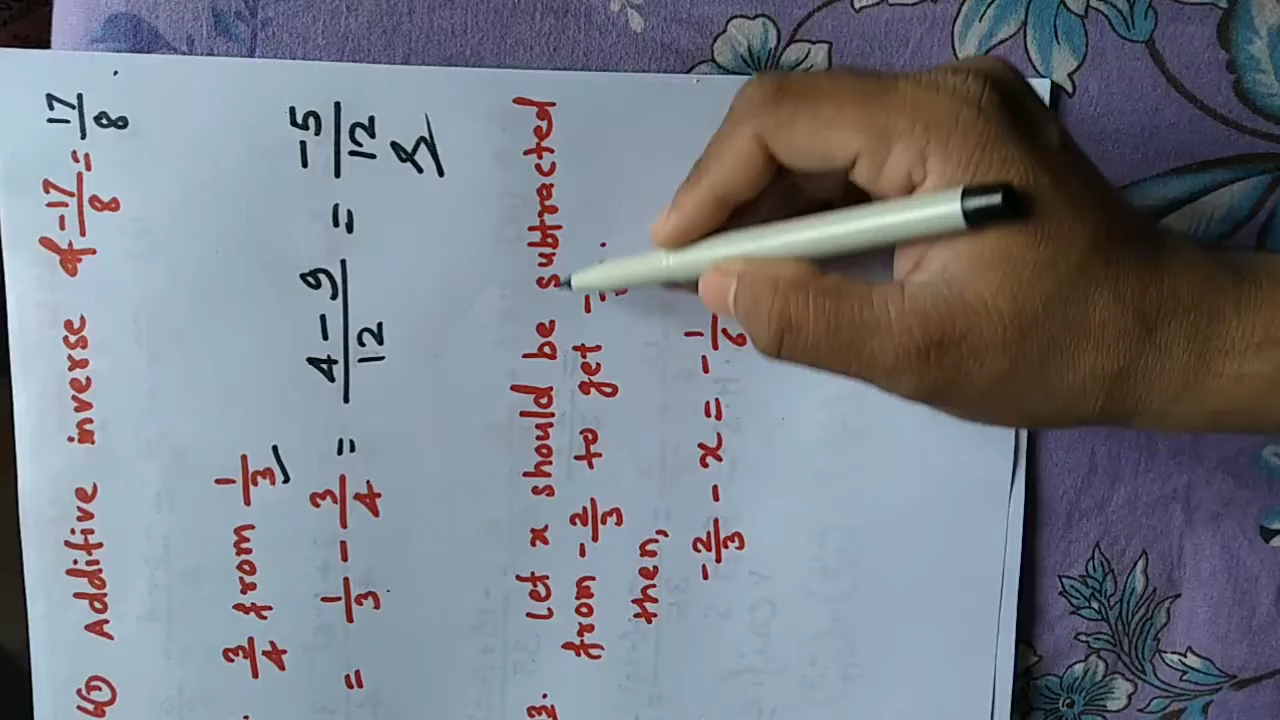 6① Additive inverse of -17/8 = 17/8.
3/4 from 1/3
= 1/3 - 3/4 = 4-9/12 = -5/12
3. Let x should be subtracted
from - 2/3 to get -
then,
- 2/3 - x = - 1/6